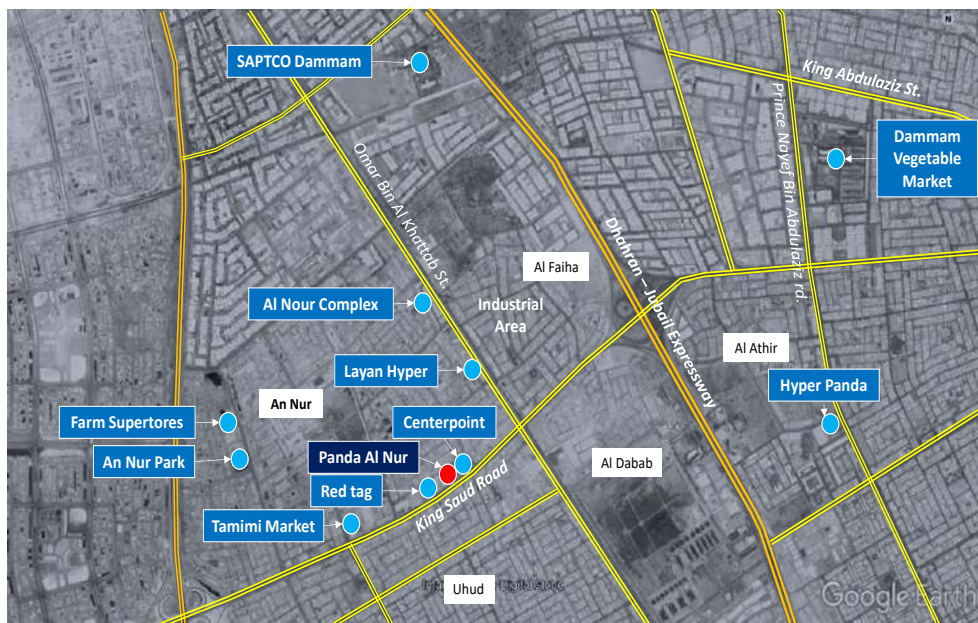 N
SAPTCO Dammam
King Abdulaziz St.
Prince Nayef Bin Abdulaziz rd.
Dammam
Vegetable
Market
Omar Bin Al Khattab St.
Dhahran – Jubail Expressway
Al Faiha
Al Nour Complex
Industrial
Area
Al Athir
Layan Hyper
Hyper Panda
An Nur
Farm Supertores
Centerpoint
Panda Al Nur
An Nur Park
Al Dabab
Red tag
King Saud Road
Tamimi Market
Uhud
Google Earth